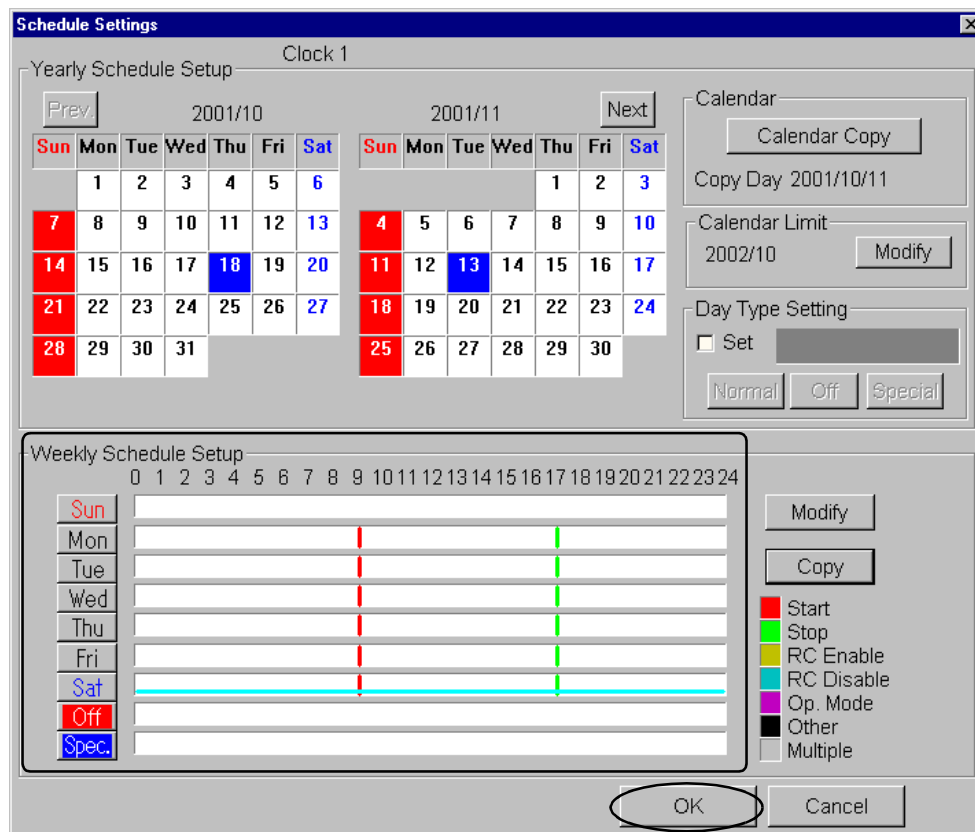 Schedule Settings
Clock 1
Yearly Schedule Setup
Prev. 2001/10 2001/11 Next
Sun Mon Tue Wed Thu Fri Sat Sun Mon Tue Wed Thu Fri Sat
1 2 3 4 5 6 1 2 3
7 8 9 10 11 12 13 4 5 6 7 8 9 10
14 15 16 17 18 19 20 11 12 13 14 15 16 17
21 22 23 24 25 26 27 18 19 20 21 22 23 24
28 29 30 31 25 26 27 28 29 30
Calendar
Calendar Copy
Copy Day 2001/10/11
Calendar Limit
2002/10 Modify
Day Type Setting
Set
Normal Off Special
Weekly Schedule Setup
0 1 2 3 4 5 6 7 8 9 10 11 12 13 14 15 16 17 18 19 20 21 22 23 24
Sun
Mon
Tue
Wed
Thu
Fri
Sat
Off
Spec.
Modify
Copy
Start
Stop
RC Enable
RC Disable
Op. Mode
Other
Multiple
OK Cancel